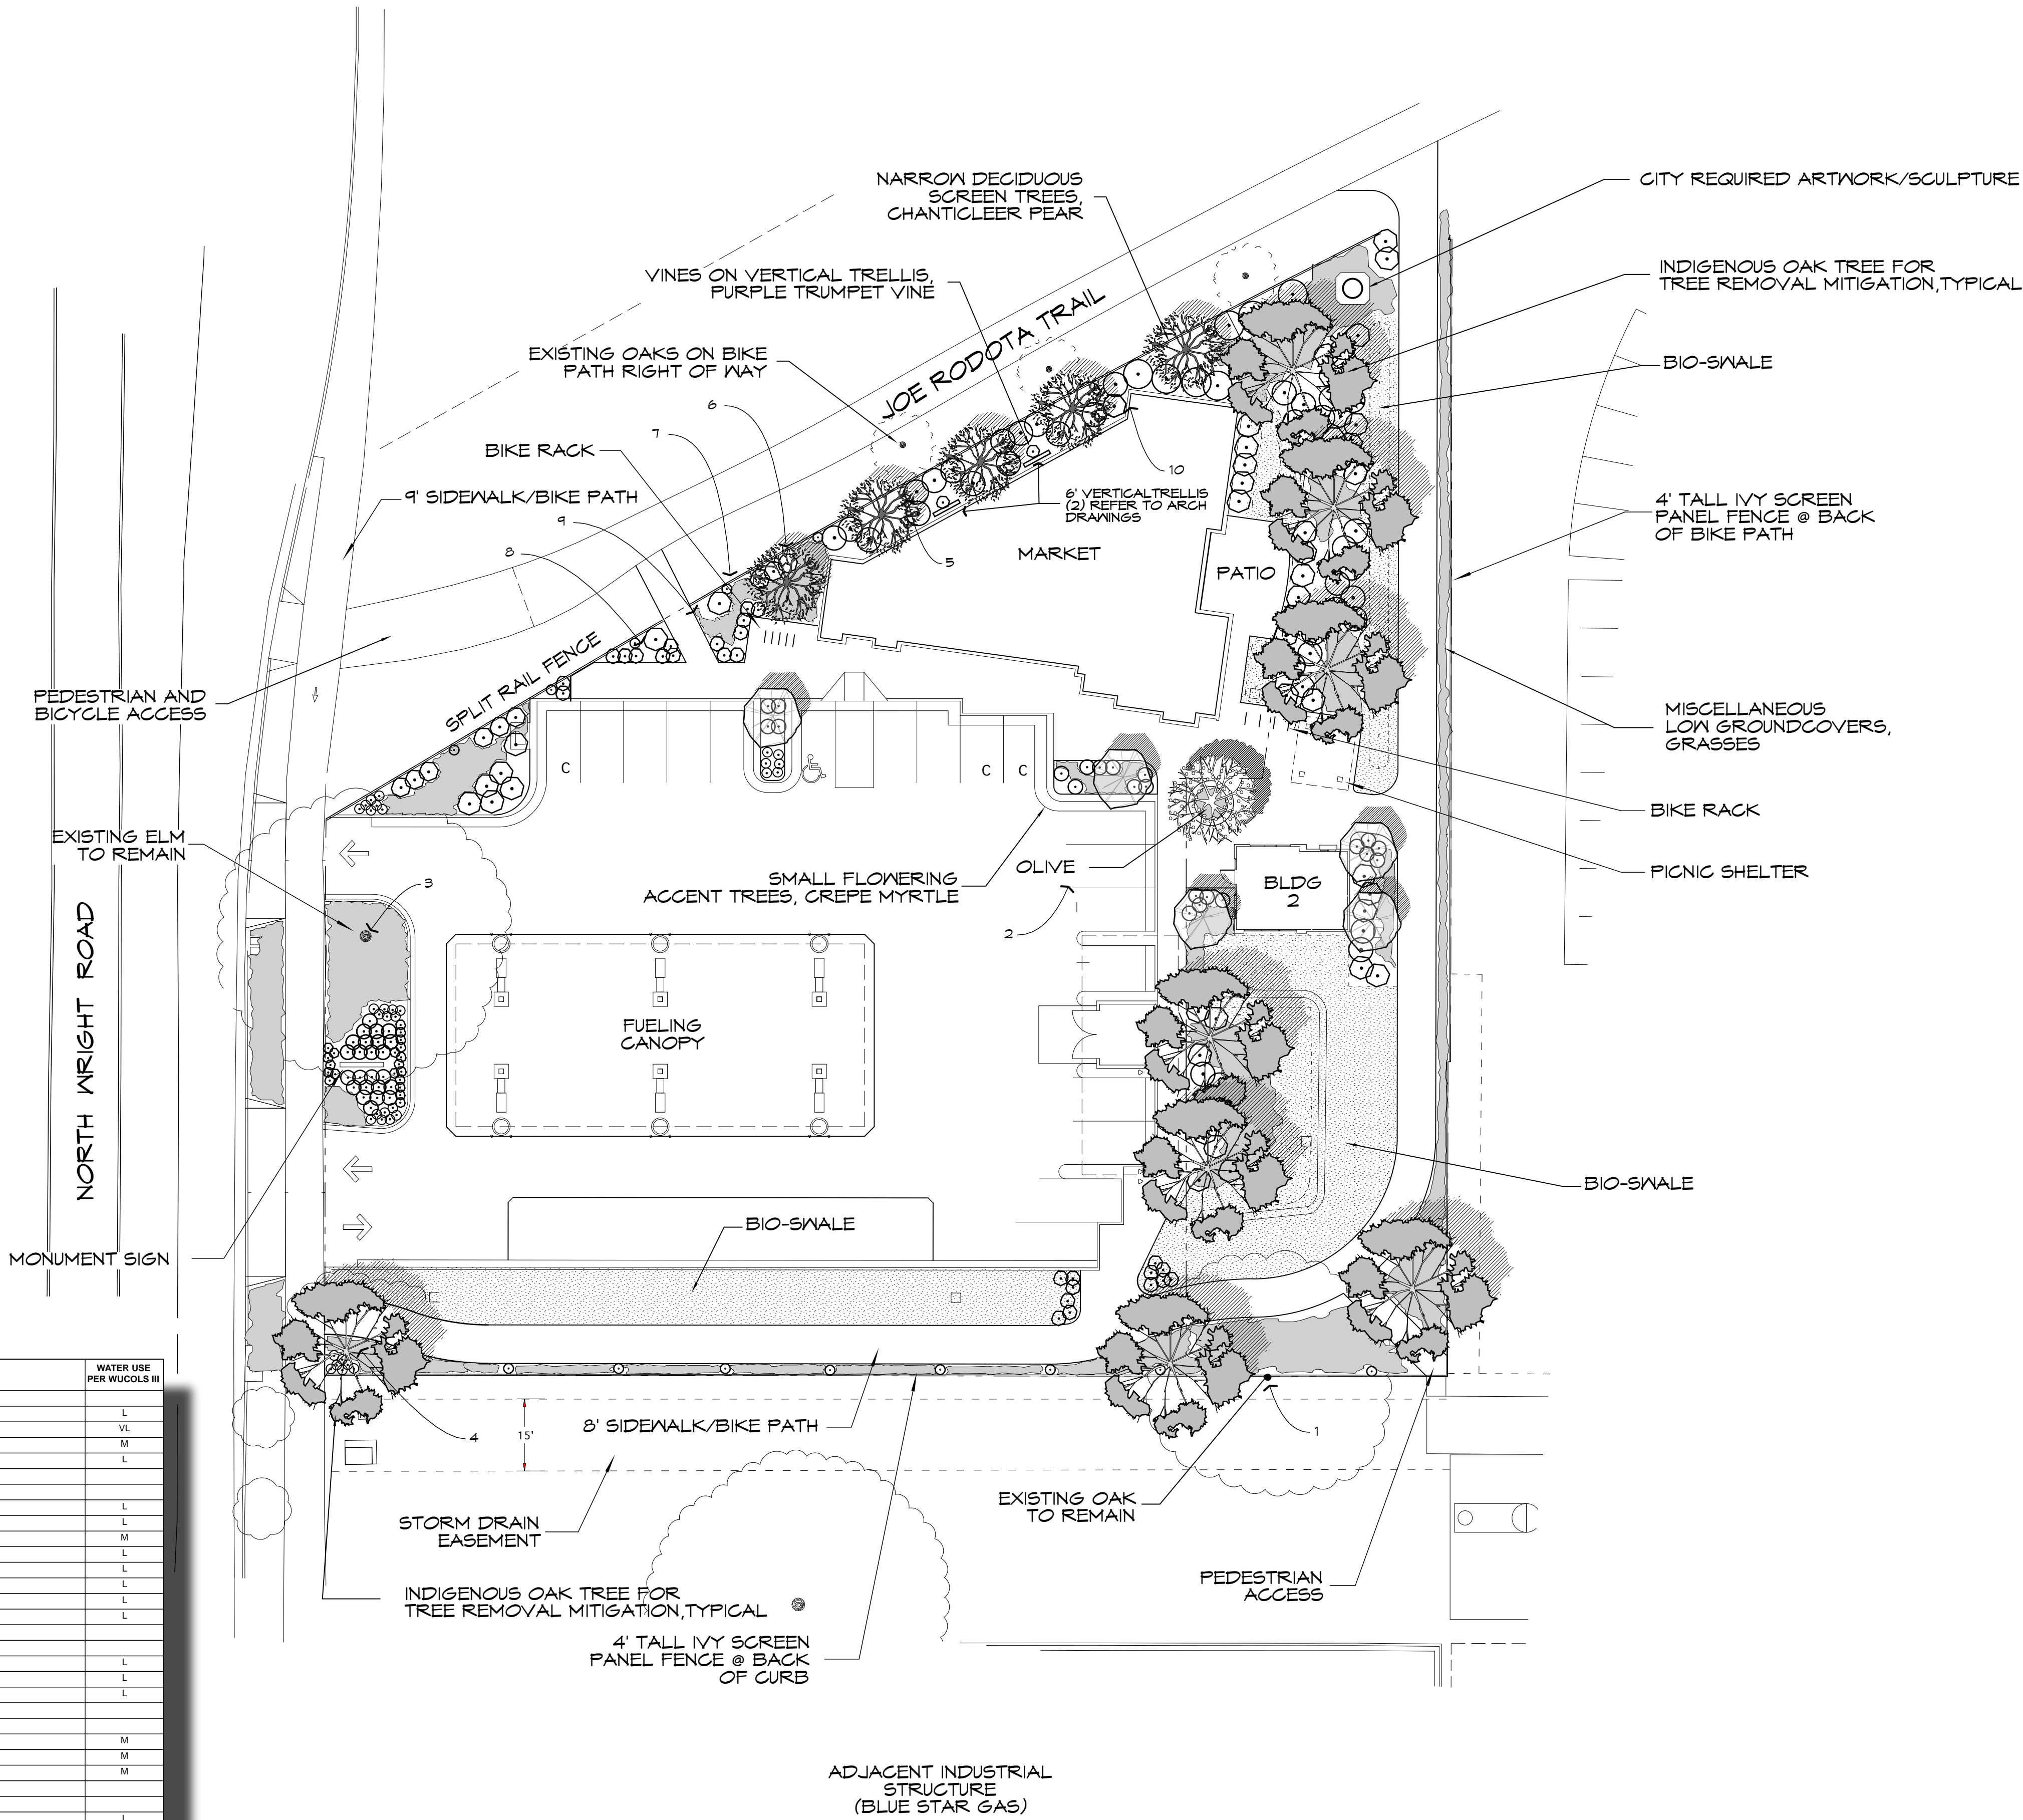 NARROW DECIDUOUS
SCREEN TREES,
CHANTICLEER PEAR
CITY REQUIRED ARTWORK/SCULPTURE
VINES ON VERTICAL TRELLIS,
PURPLE TRUMPET VINE
INDIGENOUS OAK TREE FOR
TREE REMOVAL MITIGATION,TYPICAL
JOE RODOTA TRAIL
EXISTING OAKS ON BIKE
PATH RIGHT OF WAY
BIO-SWALE
6
7
BIKE RACK
10
9' SIDEWALK/BIKE PATH
6' VERTICALTRELLIS
(2) REFER TO ARCH
DRAWINGS
4' TALL IVY SCREEN
PANEL FENCE @ BACK
OF BIKE PATH
9
8
5
MARKET
PATIO
SPLIT RAIL FENCE
PEDESTRIAN AND
BICYCLE ACCESS
MISCELLANEOUS
LOW GROUNDCOVERS,
GRASSES
C
C
C
BIKE RACK
EXISTING ELM
TO REMAIN
OLIVE
PICNIC SHELTER
SMALL FLOWERING
ACCENT TREES, CREPE MYRTLE
3
BLDG
2
2
NORTH WRIGHT ROAD
FUELING
CANOPY
BIO-SWALE
BIO-SWALE
MONUMENT SIGN
WATER USE
PER WUCOLS III
L
VL
M
L
L
L
M
L
L
L
L
L
L
L
L
M
M
M
L
8' SIDEWALK/BIKE PATH
4
15'
1
EXISTING OAK
TO REMAIN
STORM DRAIN
EASEMENT
PEDESTRIAN
ACCESS
INDIGENOUS OAK TREE FOR
TREE REMOVAL MITIGATION,TYPICAL
4' TALL IVY SCREEN
PANEL FENCE @ BACK
OF CURB
ADJACENT INDUSTRIAL
STRUCTURE
(BLUE STAR GAS)